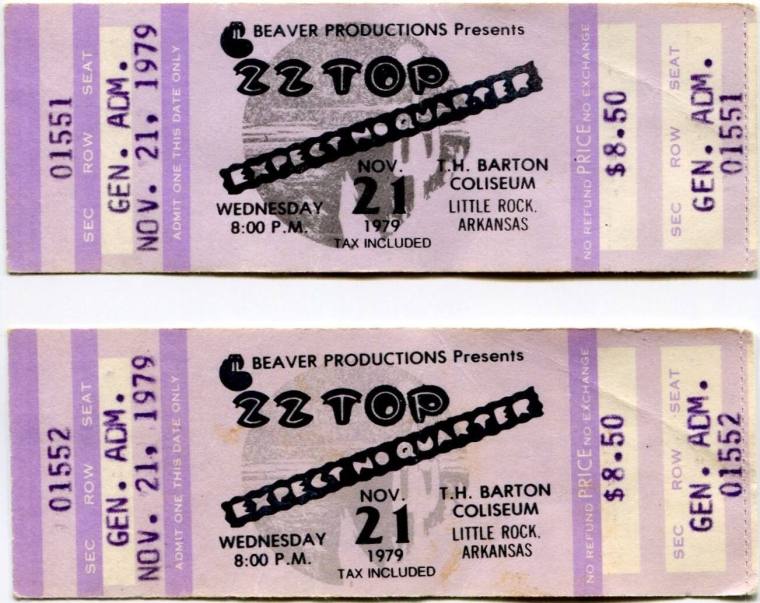 SEC ROW SEAT
01551
GEN. ADM.
NOV. 21, 1979
ADMIT ONE THIS DATE ONLY
BEAVER PRODUCTIONS Presents
ZZ TOP
EXPECT NO QUARTER
WEDNESDAY
8:00 P.M.
NOV.
21
1979
TAX INCLUDED
T.H. BARTON
COLISEUM
LITTLE ROCK,
ARKANSAS
NO REFUND PRICE NO EXCHANGE
$8.50
SEC ROW SEAT
GEN. ADM.
01551
SEC ROW SEAT
01552
GEN. ADM.
NOV. 21, 1979
ADMIT ONE THIS DATE ONLY
BEAVER PRODUCTIONS Presents
ZZ TOP
EXPECT NO QUARTER
WEDNESDAY
8:00 P.M.
NOV.
21
1979
TAX INCLUDED
T.H. BARTON
COLISEUM
LITTLE ROCK,
ARKANSAS
NO REFUND PRICE NO EXCHANGE
$8.50
SEC ROW SEAT
GEN. ADM.
01552